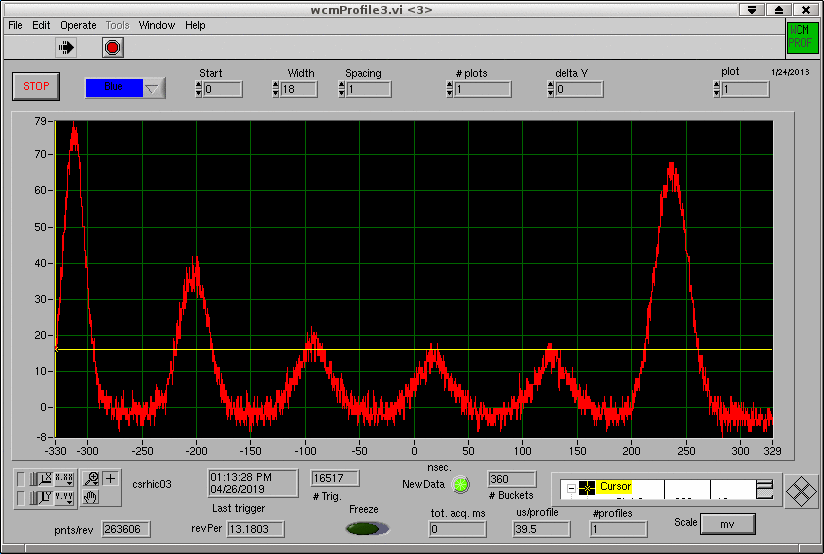 wcmProfile3.vi <3>
File Edit Operate Tools Window Help
WCM
PROF
Start Width Spacing # plots delta V plot 1/24/2013
STOP 0 18 1 1 0 1
79
70
60
50
40
30
20
10
0
-8
-330 -300 -250 -200 -150 -100 -50 0 50 100 150 200 250 300 329
nsec.
X X.XX
Y Y.YY
csrhic03
01:13:28 PM
04/26/2019
Last trigger
16517
# Trig.
NewData
360
# Buckets
Cursor
pnts/rev 263606
revPer 13.1803
Freeze
tot. acq. ms
0
us/profile
39.5
#profiles
1
Scale mv